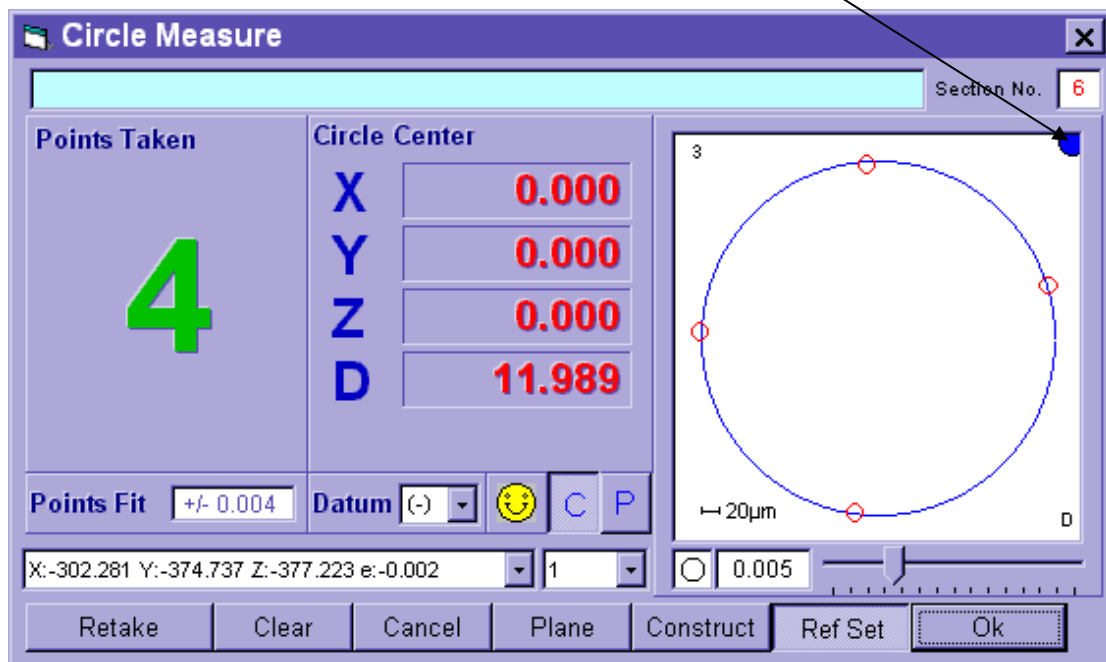 Circle Measure
Section No. 6
Points Taken
4
Circle Center
X 0.000
Y 0.000
Z 0.000
D 11.989
3
20µm
D
Points Fit +/- 0.004
Datum (-)
C P
X:-302.281 Y:-374.737 Z:-377.223 e:-0.002
1
0.005
Retake Clear Cancel Plane Construct Ref Set Ok